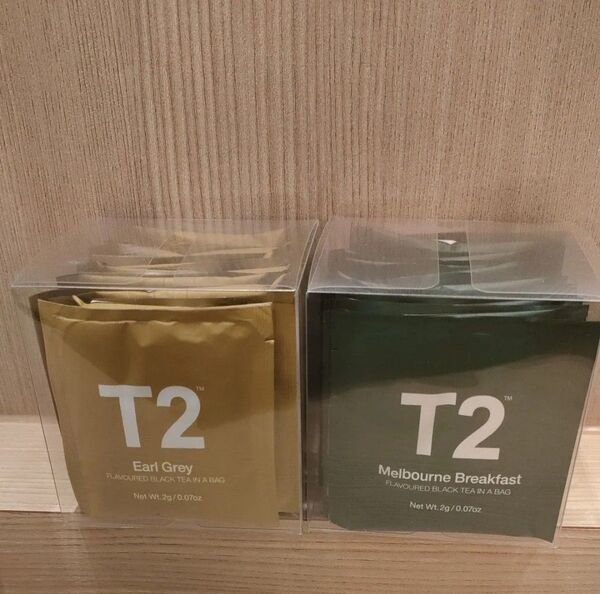 T2™
Earl Grey
FLAVOURED BLACK TEA IN A BAG
Net Wt. 2g / 0.07oz
T2™
Melbourne Breakfast
FLAVOURED BLACK TEA IN A BAG
Net Wt. 2g / 0.07oz